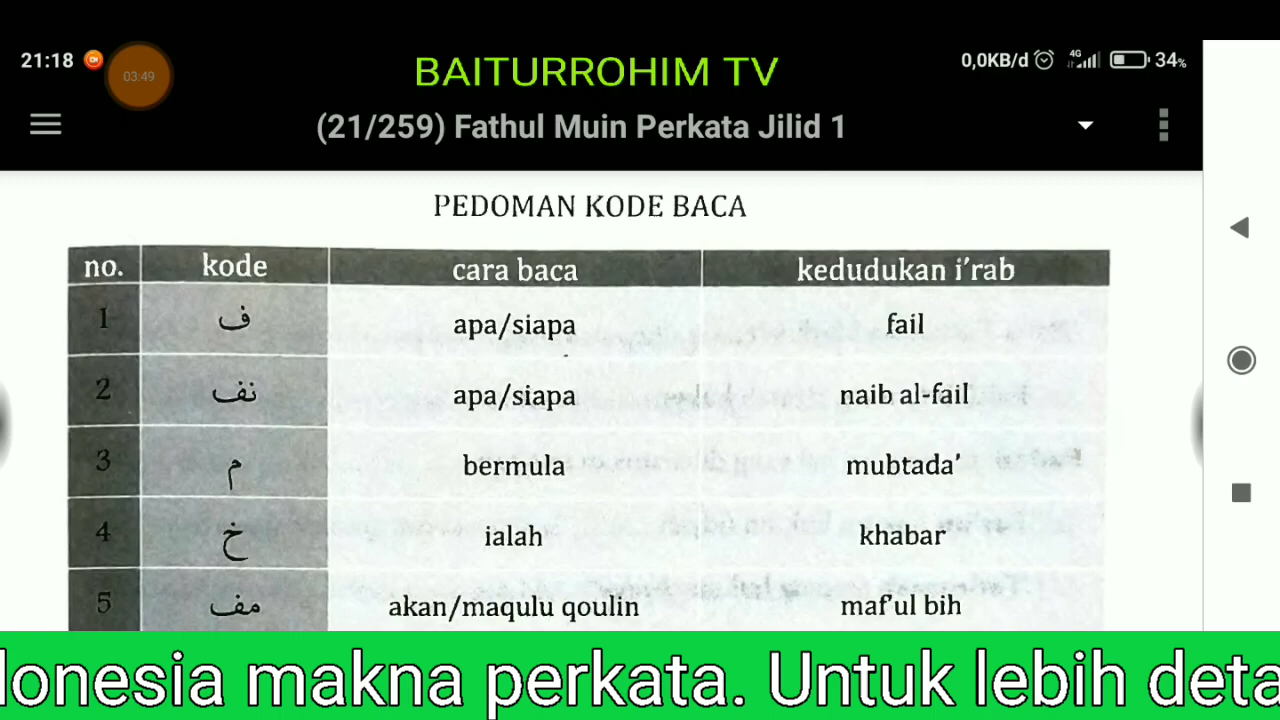 21:18
03:49
BAITURROHIM TV
0,0KB/d 4G 34%
(21/259) Fathul Muin Perkata Jilid 1
PEDOMAN KODE BACA
no. kode cara baca kedudukan i'rab
1 ف apa/siapa fail
2 نف apa/siapa naib al-fail
3 م bermula mubtada'
4 خ ialah khabar
5 مف akan/maqulu qoulin maf'ul bih
donesia makna perkata. Untuk lebih deta